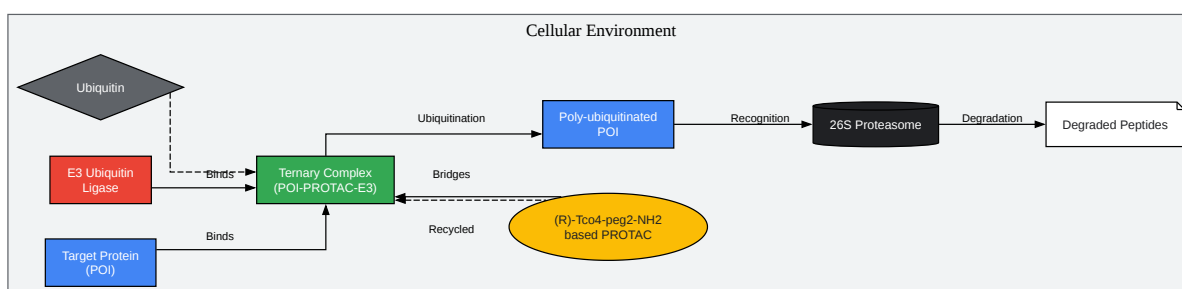 Cellular Environment
Ubiquitin
Ubiquitination
Poly-ubiquitinated
POI
Recognition
26S Proteasome
Degradation
Degraded Peptides
E3 Ubiquitin
Ligase
Binds
Ternary Complex
(POI-PROTAC-E3)
Bridges
(R)-Tco4-peg2-NH2
based PROTAC
Recycled
Target Protein
(POI)
Binds